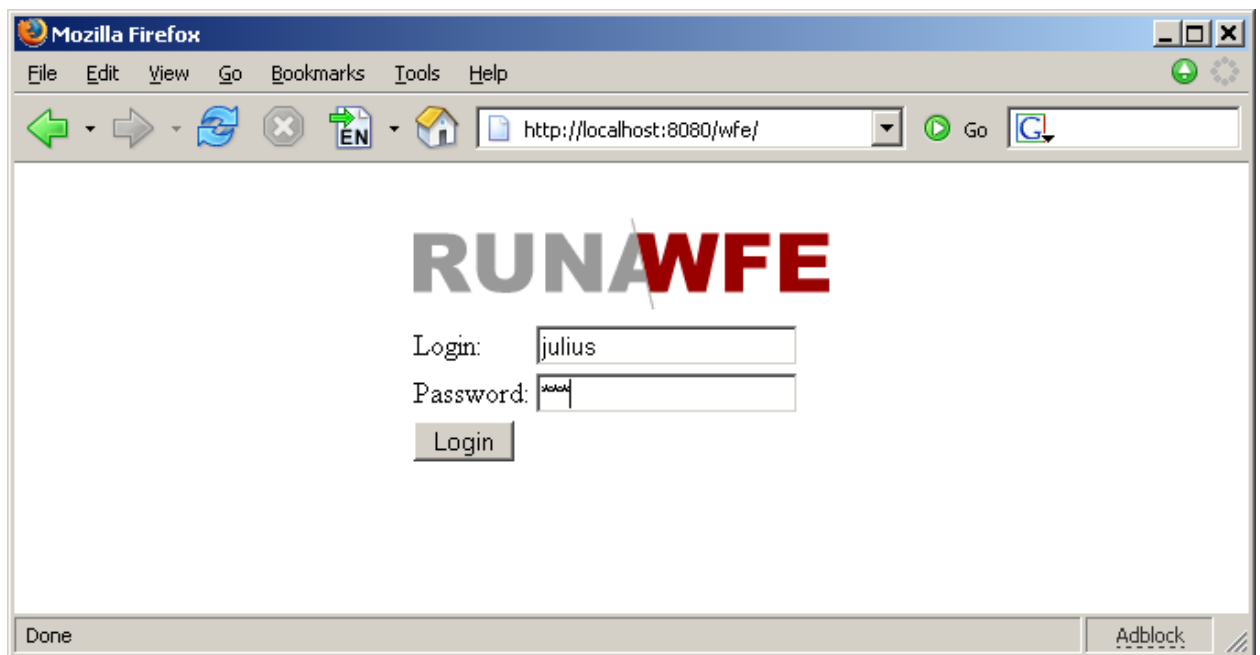 Mozilla Firefox
File Edit View Go Bookmarks Tools Help
EN http://localhost:8080/wfe/ Go G
RUNAWFE
Login: julius
Password: ***
Login
Done Adblock